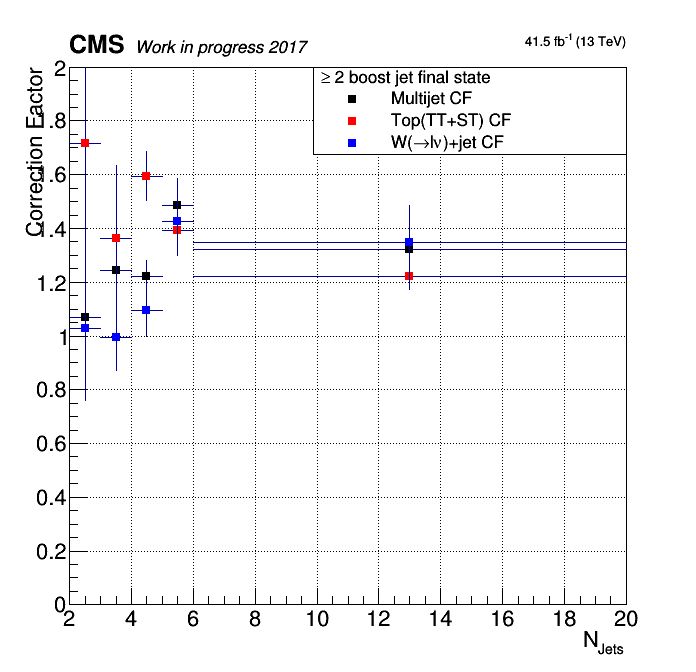 CMS Work in progress 2017
41.5 fb⁻¹ (13 TeV)
≥ 2 boost jet final state
Multijet CF
Top(TT+ST) CF
W(→lν)+jet CF
Correction Factor
2
1.8
1.6
1.4
1.2
1
0.8
0.6
0.4
0.2
0
2 4 6 8 10 12 14 16 18 20
N_Jets